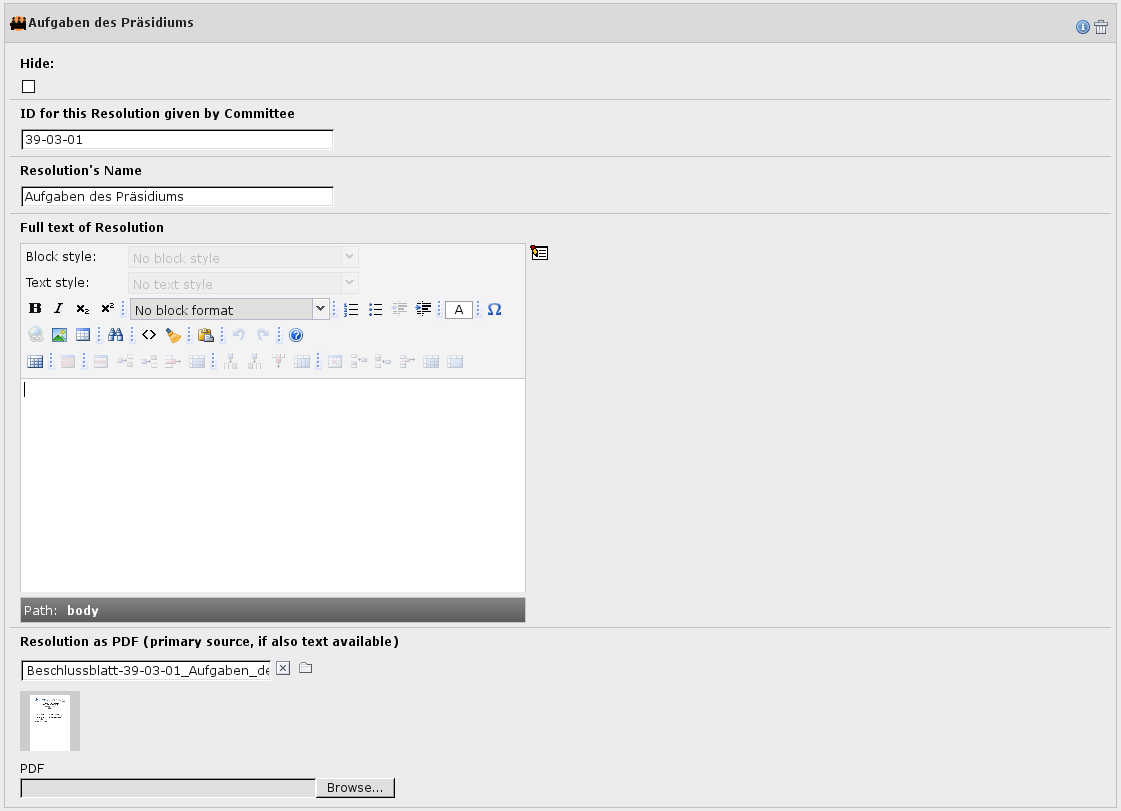 Aufgaben des Präsidiums
Hide:
ID for this Resolution given by Committee
39-03-01
Resolution's Name
Aufgaben des Präsidiums
Full text of Resolution
Block style: No block style
Text style: No text style
B I x₂ x² No block format A Ω
Path: body
Resolution as PDF (primary source, if also text available)
Beschlussblatt-39-03-01_Aufgaben_de
PDF
Browse...